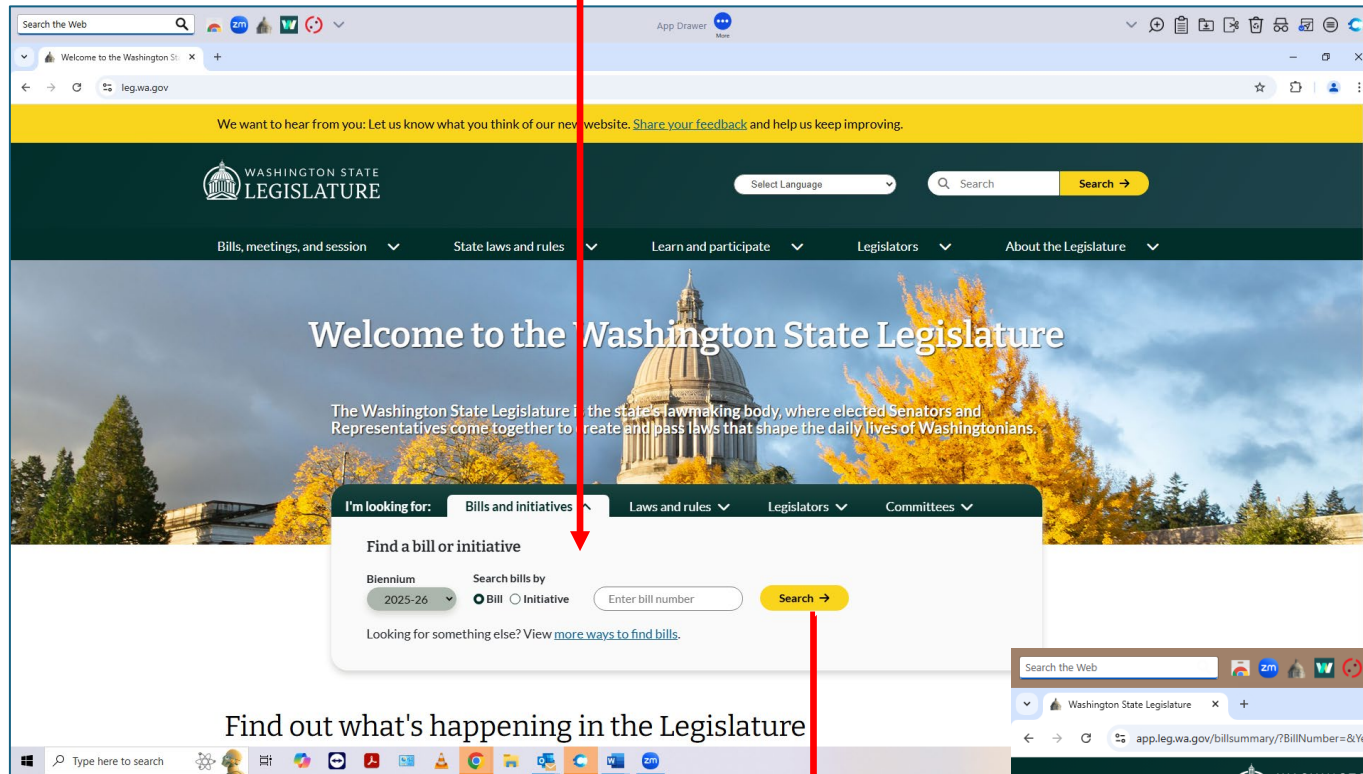 Search the Web
zm
W
App Drawer
More
Welcome to the Washington St
leg.wa.gov
We want to hear from you: Let us know what you think of our new website. Share your feedback and help us keep improving.
WASHINGTON STATE
LEGISLATURE
Select Language
Search
Search →
Bills, meetings, and session
State laws and rules
Learn and participate
Legislators
About the Legislature
Welcome to the Washington State Legislature
The Washington State Legislature is the state's lawmaking body, where elected Senators and
Representatives come together to create and pass laws that shape the daily lives of Washingtonians.
I'm looking for:
Bills and initiatives
Laws and rules
Legislators
Committees
Find a bill or initiative
Biennium
Search bills by
2025-26
Bill
Initiative
Enter bill number
Search →
Looking for something else? View more ways to find bills.
Find out what's happening in the Legislature
Type here to search
zm
Search the Web
zm
W
Washington State Legislature
app.leg.wa.gov/billsummary/?BillNumber=&Ye